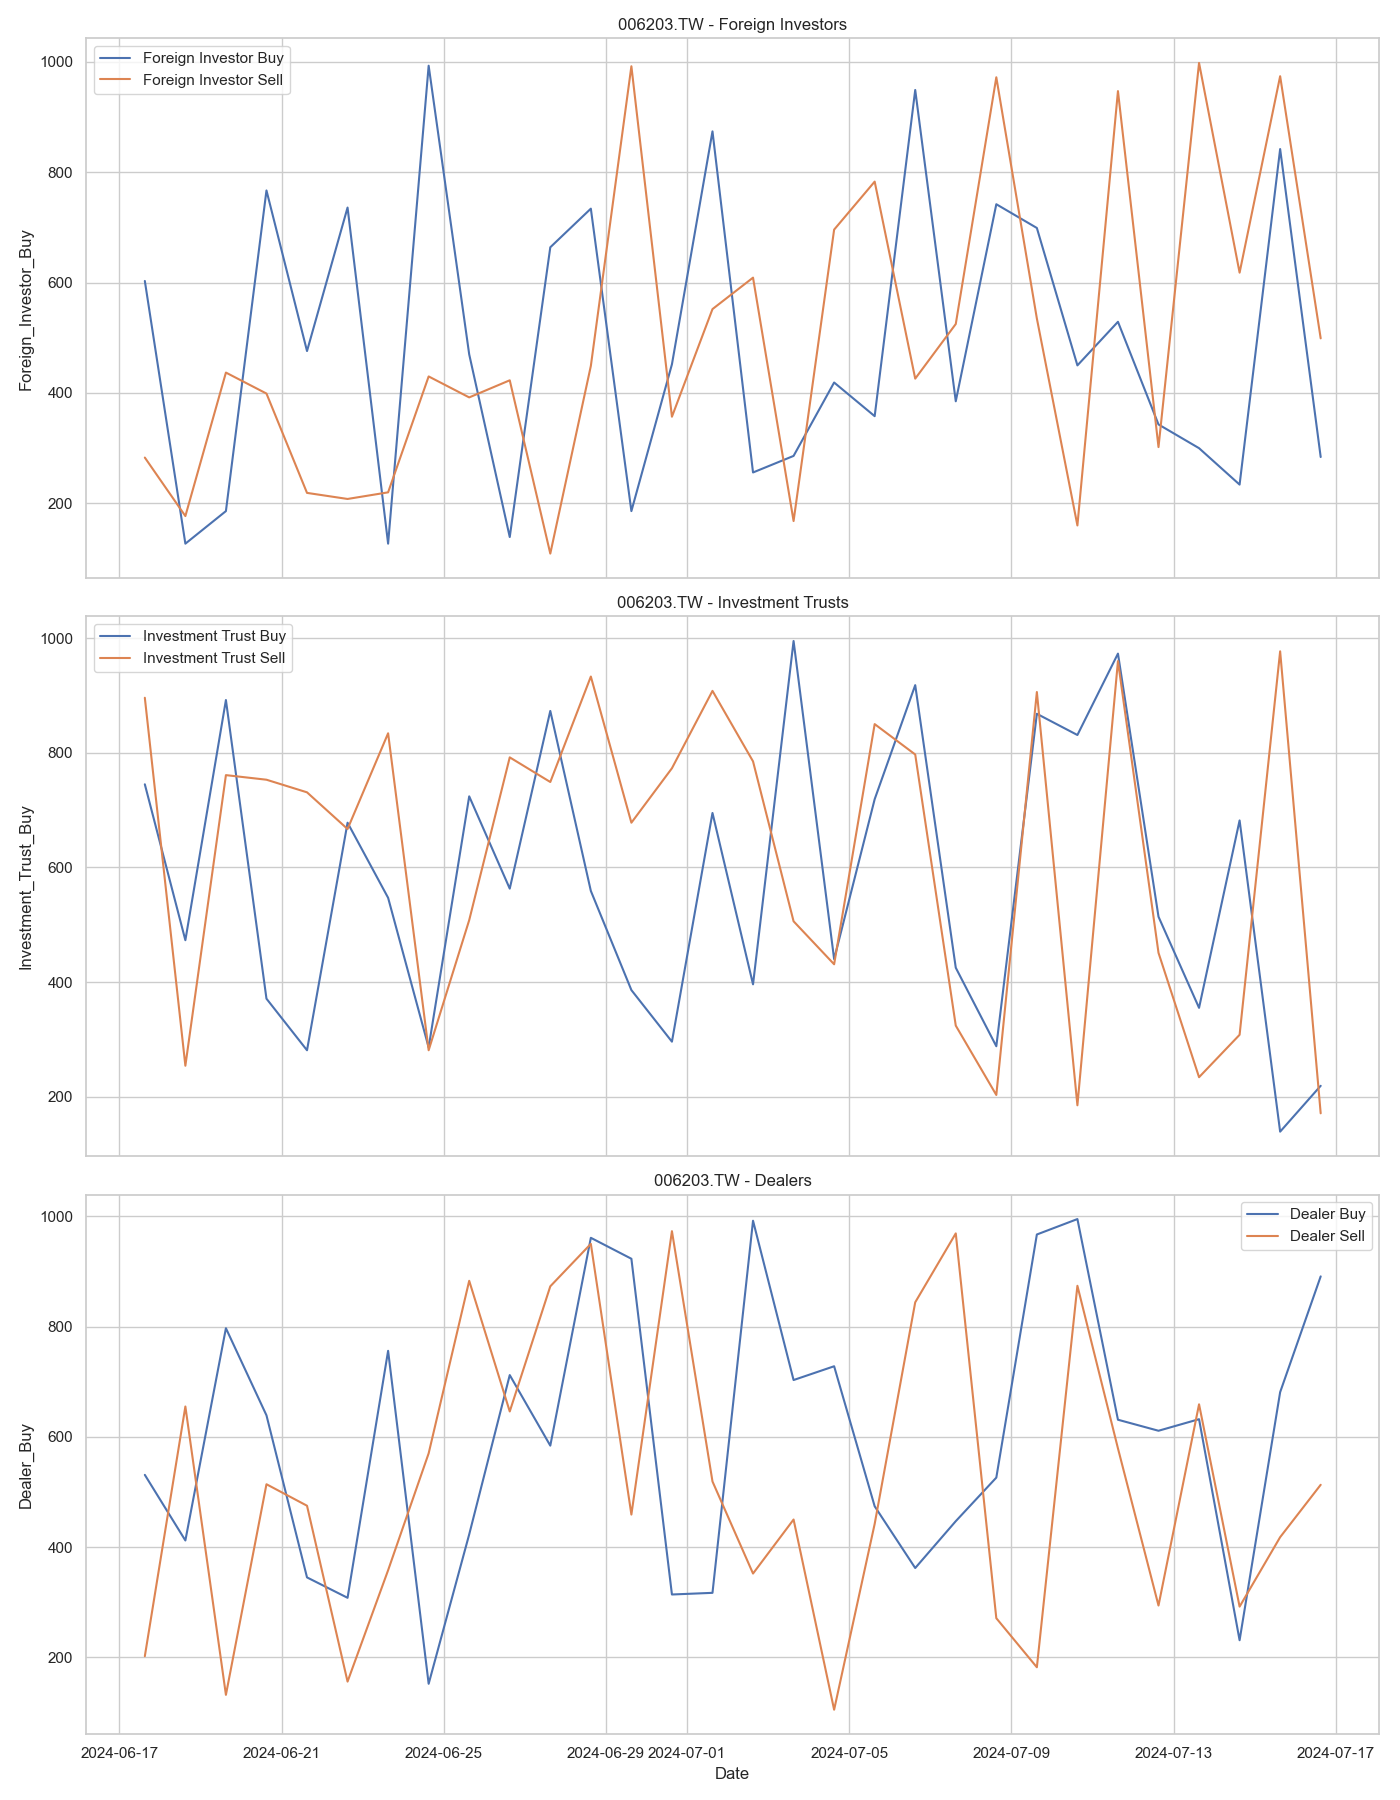 006203.TW - Foreign Investors
Foreign Investor Buy
Foreign Investor Sell
1000
800
600
400
200
Foreign_Investor_Buy
006203.TW - Investment Trusts
Investment Trust Buy
Investment Trust Sell
1000
800
600
400
200
Investment_Trust_Buy
006203.TW - Dealers
Dealer Buy
Dealer Sell
1000
800
600
400
200
Dealer_Buy
2024-06-17
2024-06-21
2024-06-25
2024-06-29
2024-07-01
2024-07-05
2024-07-09
2024-07-13
2024-07-17
Date